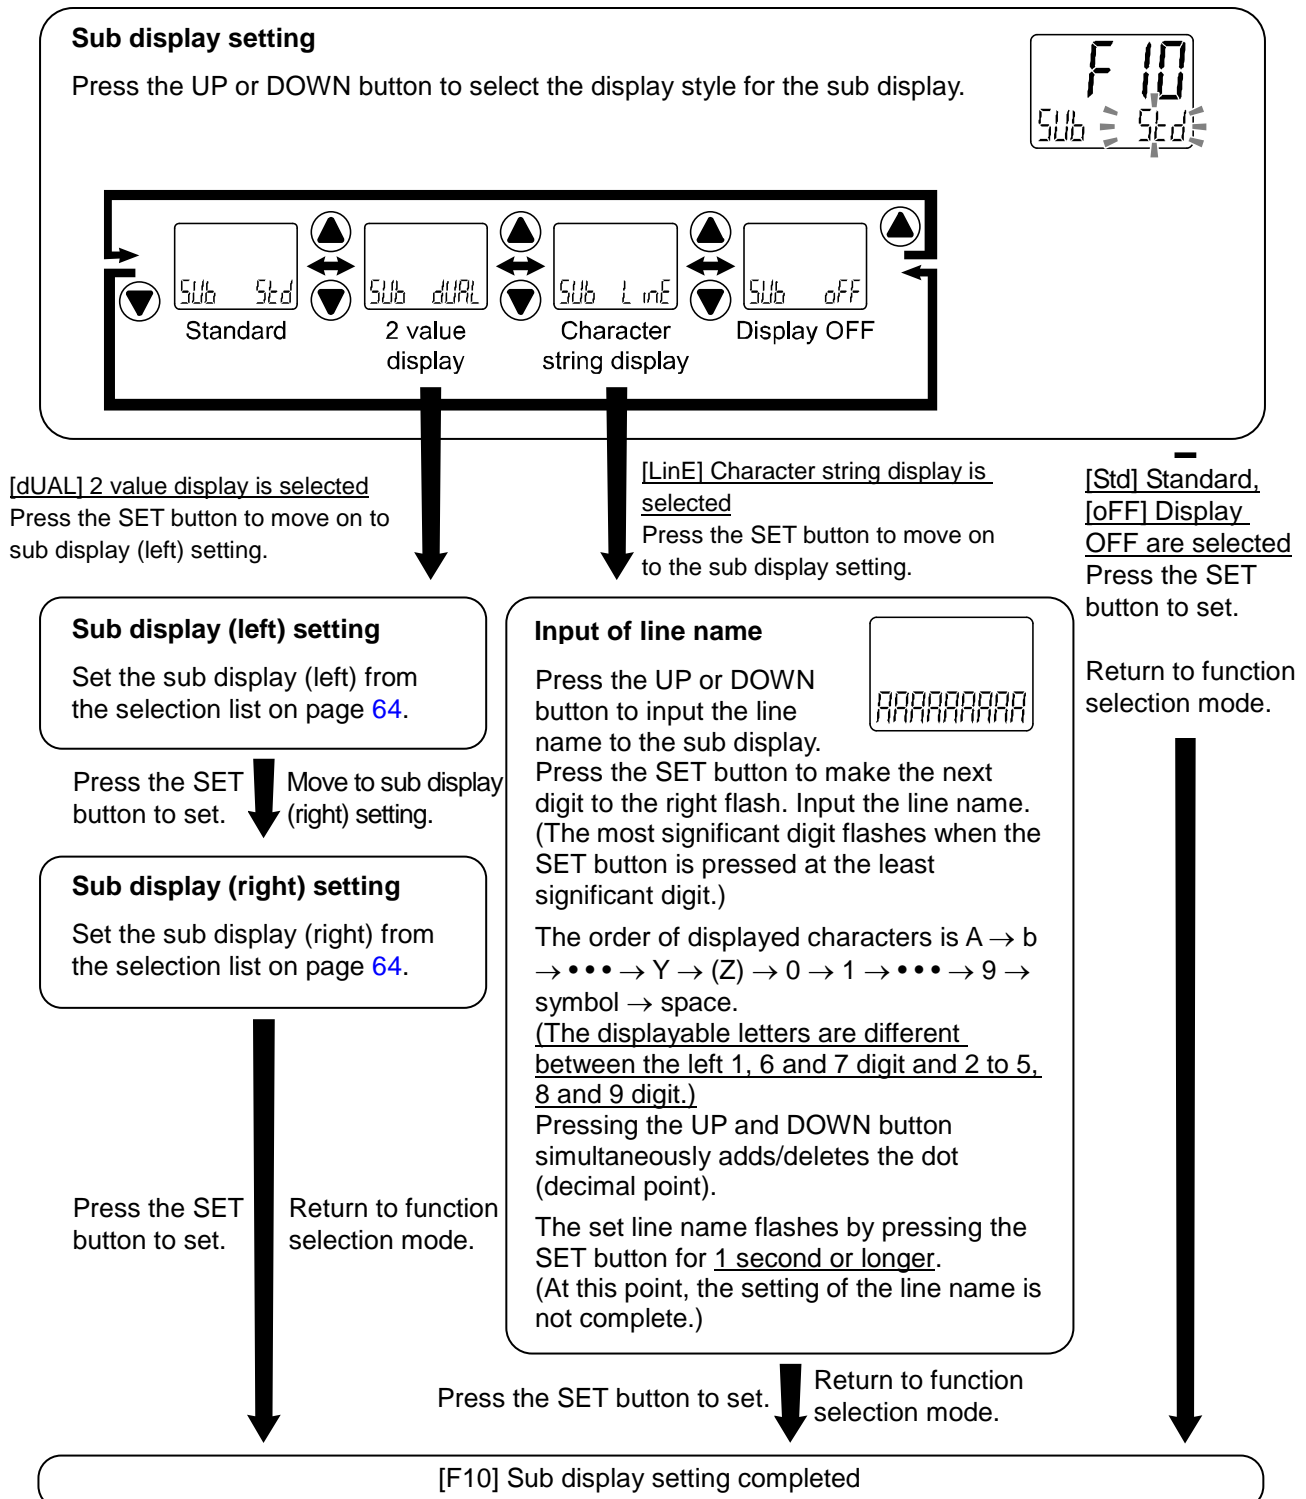 Sub display setting
Press the UP or DOWN button to select the display style for the sub display.
F 10
SUb Std
SUb Std
SUb dUAL
SUb LinE
SUb oFF
Standard
2 value
display
Character
string display
Display OFF
[dUAL] 2 value display is selected
Press the SET button to move on to
sub display (left) setting.
[LinE] Character string display is
selected
Press the SET button to move on
to the sub display setting.
[Std] Standard,
[oFF] Display
OFF are selected
Press the SET
button to set.
Return to function
selection mode.
Sub display (left) setting
Set the sub display (left) from
the selection list on page 64.
Press the SET
button to set.
Move to sub display
(right) setting.
Sub display (right) setting
Set the sub display (right) from
the selection list on page 64.
Press the SET
button to set.
Return to function
selection mode.
Input of line name
AAAAAAAAA
Press the UP or DOWN
button to input the line
name to the sub display.
Press the SET button to make the next
digit to the right flash. Input the line name.
(The most significant digit flashes when the
SET button is pressed at the least
significant digit.)
The order of displayed characters is A → b
→ • • • → Y → (Z) → 0 → 1 → • • • → 9 →
symbol → space.
(The displayable letters are different
between the left 1, 6 and 7 digit and 2 to 5,
8 and 9 digit.)
Pressing the UP and DOWN button
simultaneously adds/deletes the dot
(decimal point).
The set line name flashes by pressing the
SET button for 1 second or longer.
(At this point, the setting of the line name is
not complete.)
Press the SET button to set.
Return to function
selection mode.
[F10] Sub display setting completed